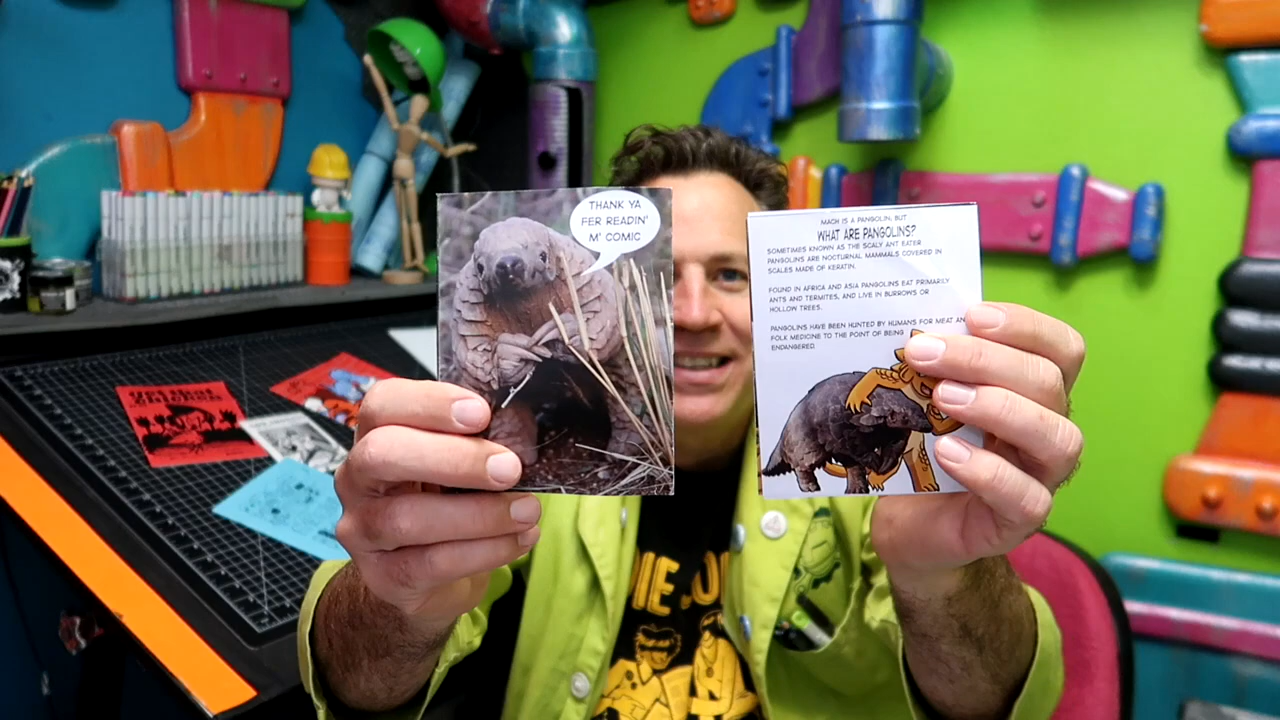 THANK YA
FER READIN'
M' COMIC
MACH IS A PANGOLIN, BUT
WHAT ARE PANGOLINS?
SOMETIMES KNOWN AS THE SCALY ANT EATER
PANGOLINS ARE NOCTURNAL MAMMALS COVERED IN
SCALES MADE OF KERATIN.
FOUND IN AFRICA AND ASIA PANGOLINS EAT PRIMARILY
ANTS AND TERMITES, AND LIVE IN BURROWS OR
HOLLOW TREES.
PANGOLINS HAVE BEEN HUNTED BY HUMANS FOR MEAT AN
FOLK MEDICINE TO THE POINT OF BEING
ENDANGERED.